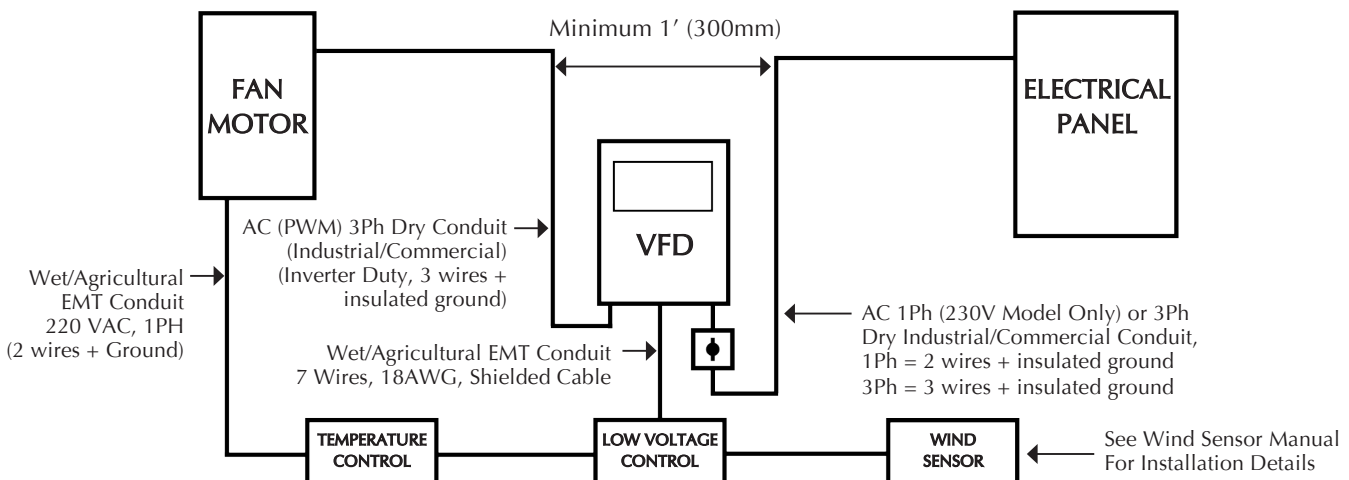 Minimum 1’ (300mm)
FAN
MOTOR
ELECTRICAL
PANEL
VFD
AC (PWM) 3Ph Dry Conduit
(Industrial/Commercial)
(Inverter Duty, 3 wires +
insulated ground)
Wet/Agricultural
EMT Conduit
220 VAC, 1PH
(2 wires + Ground)
AC 1Ph (230V Model Only) or 3Ph
Dry Industrial/Commercial Conduit,
1Ph = 2 wires + insulated ground
3Ph = 3 wires + insulated ground
Wet/Agricultural EMT Conduit
7 Wires, 18AWG, Shielded Cable
TEMPERATURE
CONTROL
LOW VOLTAGE
CONTROL
WIND
SENSOR
See Wind Sensor Manual
For Installation Details